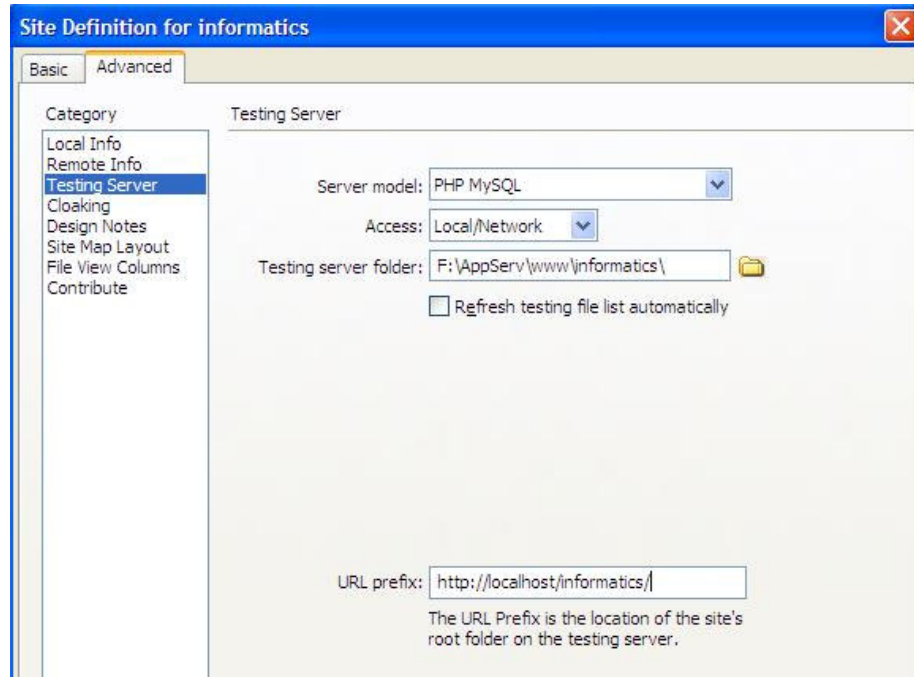 Site Definition for informatics
Basic
Advanced
Category
Local Info
Remote Info
Testing Server
Cloaking
Design Notes
Site Map Layout
File View Columns
Contribute
Testing Server
Server model: PHP MySQL
Access: Local/Network
Testing server folder: F:\AppServ\www\informatics\
Refresh testing file list automatically
URL prefix: http://localhost/informatics/
The URL Prefix is the location of the site's
root folder on the testing server.